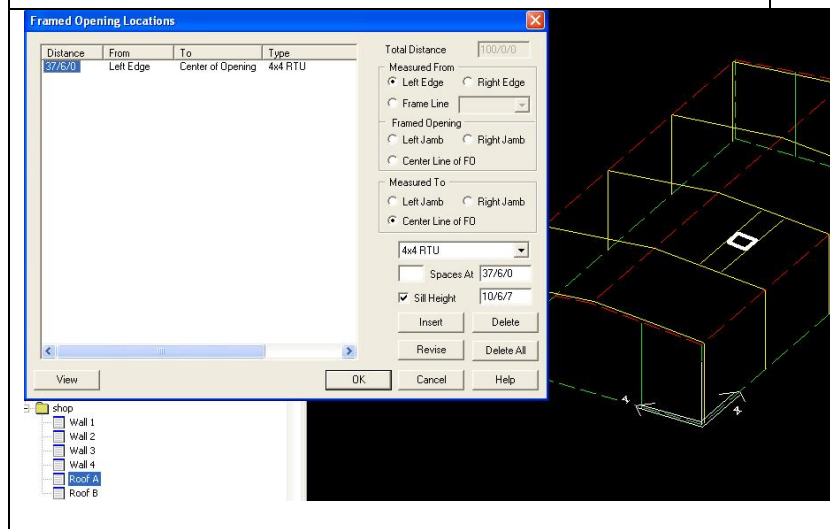 Framed Opening Locations
Distance From To Type
37/6/0 Left Edge Center of Opening 4x4 RTU
Total Distance 100/0/0
Measured From
Left Edge Right Edge
Frame Line
Framed Opening
Left Jamb Right Jamb
Center Line of FO
Measured To
Left Jamb Right Jamb
Center Line of FO
4x4 RTU
Spaces At 37/6/0
Sill Height 10/6/7
Insert Delete
Revise Delete All
View OK Cancel Help
shop
Wall 1
Wall 2
Wall 3
Wall 4
Roof A
Roof B